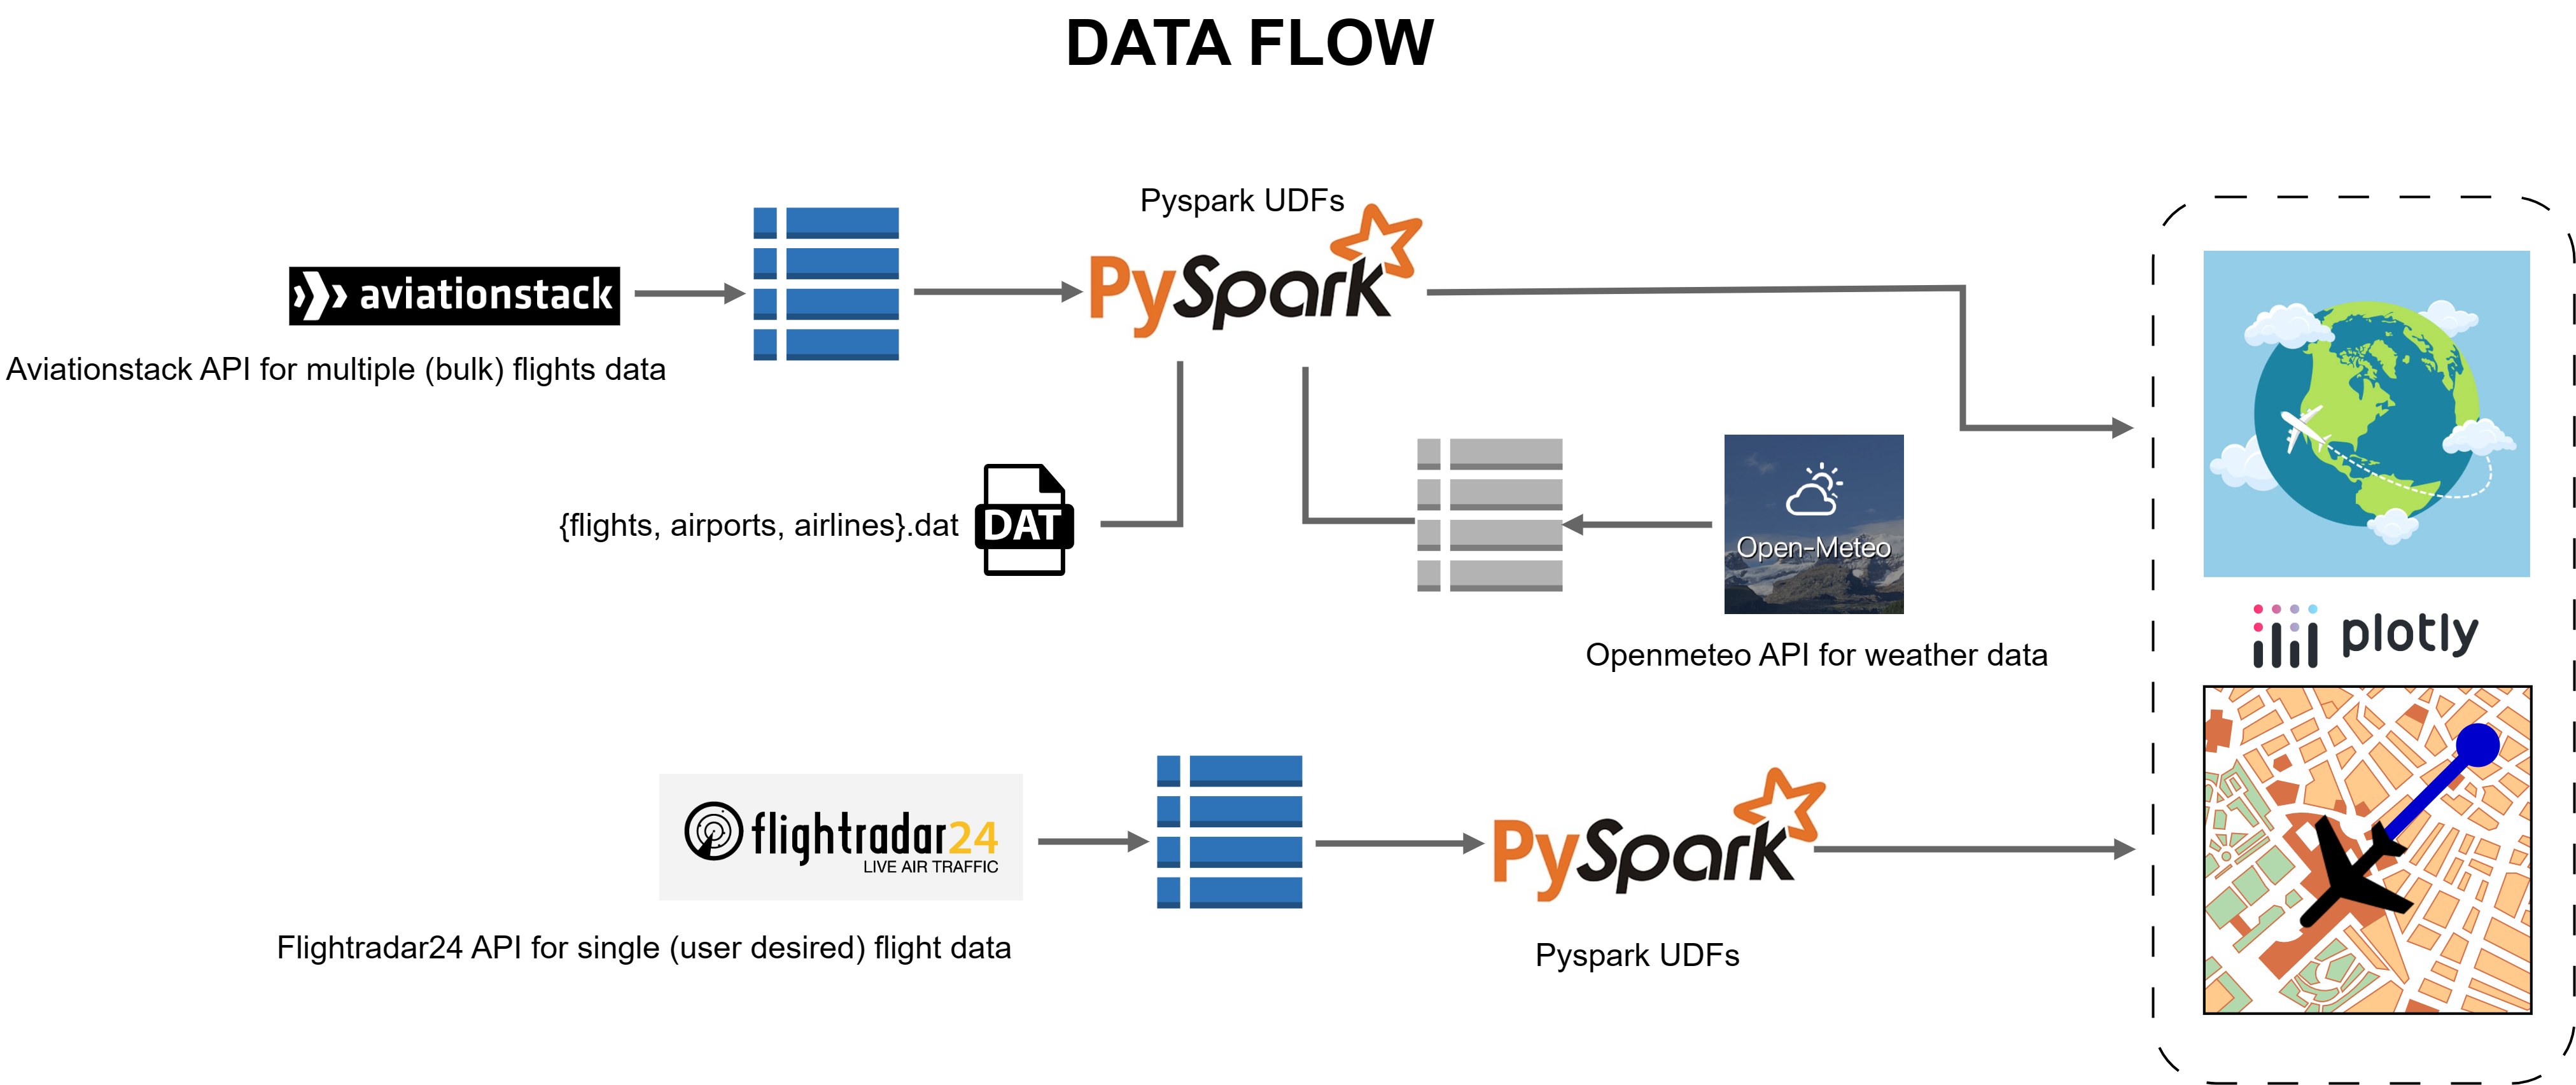 DATA FLOW
Pyspark UDFs
PySpark
aviationstack
Aviationstack API for multiple (bulk) flights data
{flights, airports, airlines}.dat
DAT
Open-Meteo
Openmeteo API for weather data
plotly
flightradar24
LIVE AIR TRAFFIC
Flightradar24 API for single (user desired) flight data
PySpark
Pyspark UDFs